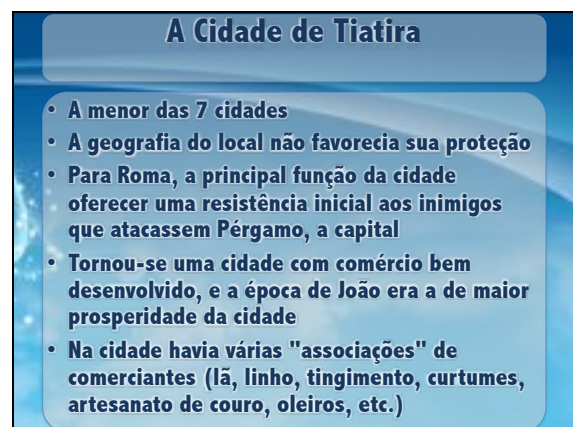 A Cidade de Tiatira
• A menor das 7 cidades
• A geografia do local não favorecia sua proteção
• Para Roma, a principal função da cidade
oferecer uma resistência inicial aos inimigos
que atacassem Pérgamo, a capital
• Tornou-se uma cidade com comércio bem
desenvolvido, e a época de João era a de maior
prosperidade da cidade
• Na cidade havia várias "associações" de
comerciantes (lã, linho, tingimento, curtumes,
artesanato de couro, oleiros, etc.)